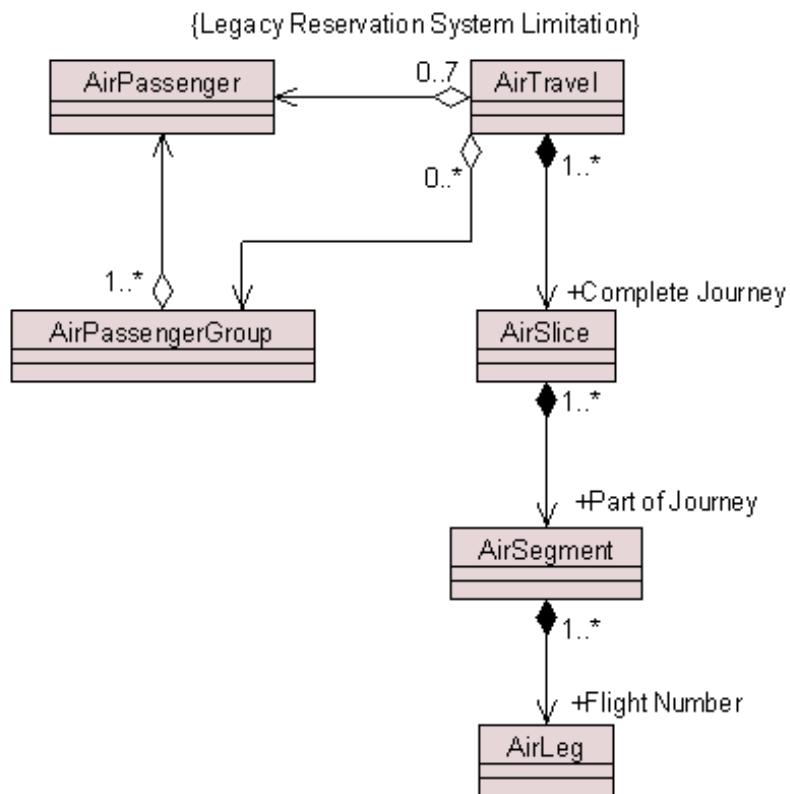 {Legacy Reservation System Limitation}
AirPassenger
0..7
AirTravel
0..*
1..*
1..*
+Complete Journey
AirPassengerGroup
AirSlice
1..*
+Part of Journey
AirSegment
1..*
+Flight Number
AirLeg